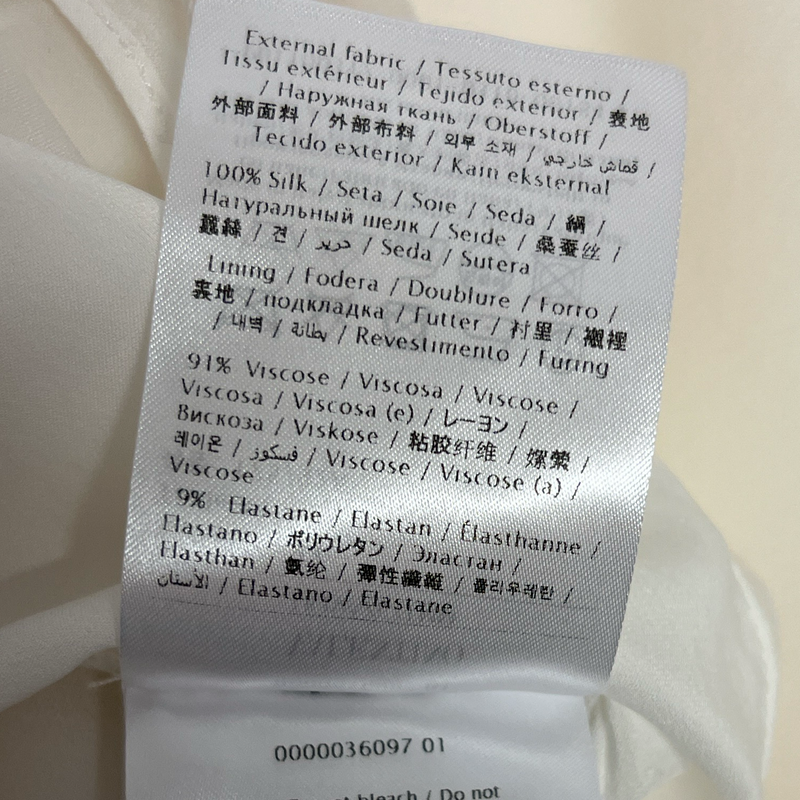 External fabric / Tessuto esterno /
Tissu extérieur / Tejido exterior / 表地
/ Наружная ткань / Oberstoff /
外部面料 / 外部布料 / 외부 소재 / قماش خارجي /
Tecido exterior / Kain eksternal
100% Silk / Seta / Soie / Seda / 絹 /
Натуральный шелк / Seide / 桑蚕丝 /
蠶絲 / 견 / حرير / Seda / Sutera
Lining / Fodera / Doublure / Forro /
裏地 / подкладка / Futter / 衬里 / 襯裡
/ 내벽 / بطانة / Revestimento / Furing
91% Viscose / Viscosa / Viscose /
Viscosa / Viscosa (e) / レーヨン /
Вискоза / Viskose / 粘胶纤维 / 嫘縈 /
레이온 / فسكوز / Viscose / Viscose (a) /
Viscose
9% Elastane / Elastan / Élasthanne /
Elastano / ポリウレタン / Эластан /
Elasthan / 氨纶 / 彈性纖維 / 폴리우레탄 /
الاستان / Elastano / Elastane
0000036097 01
bleach / Do not